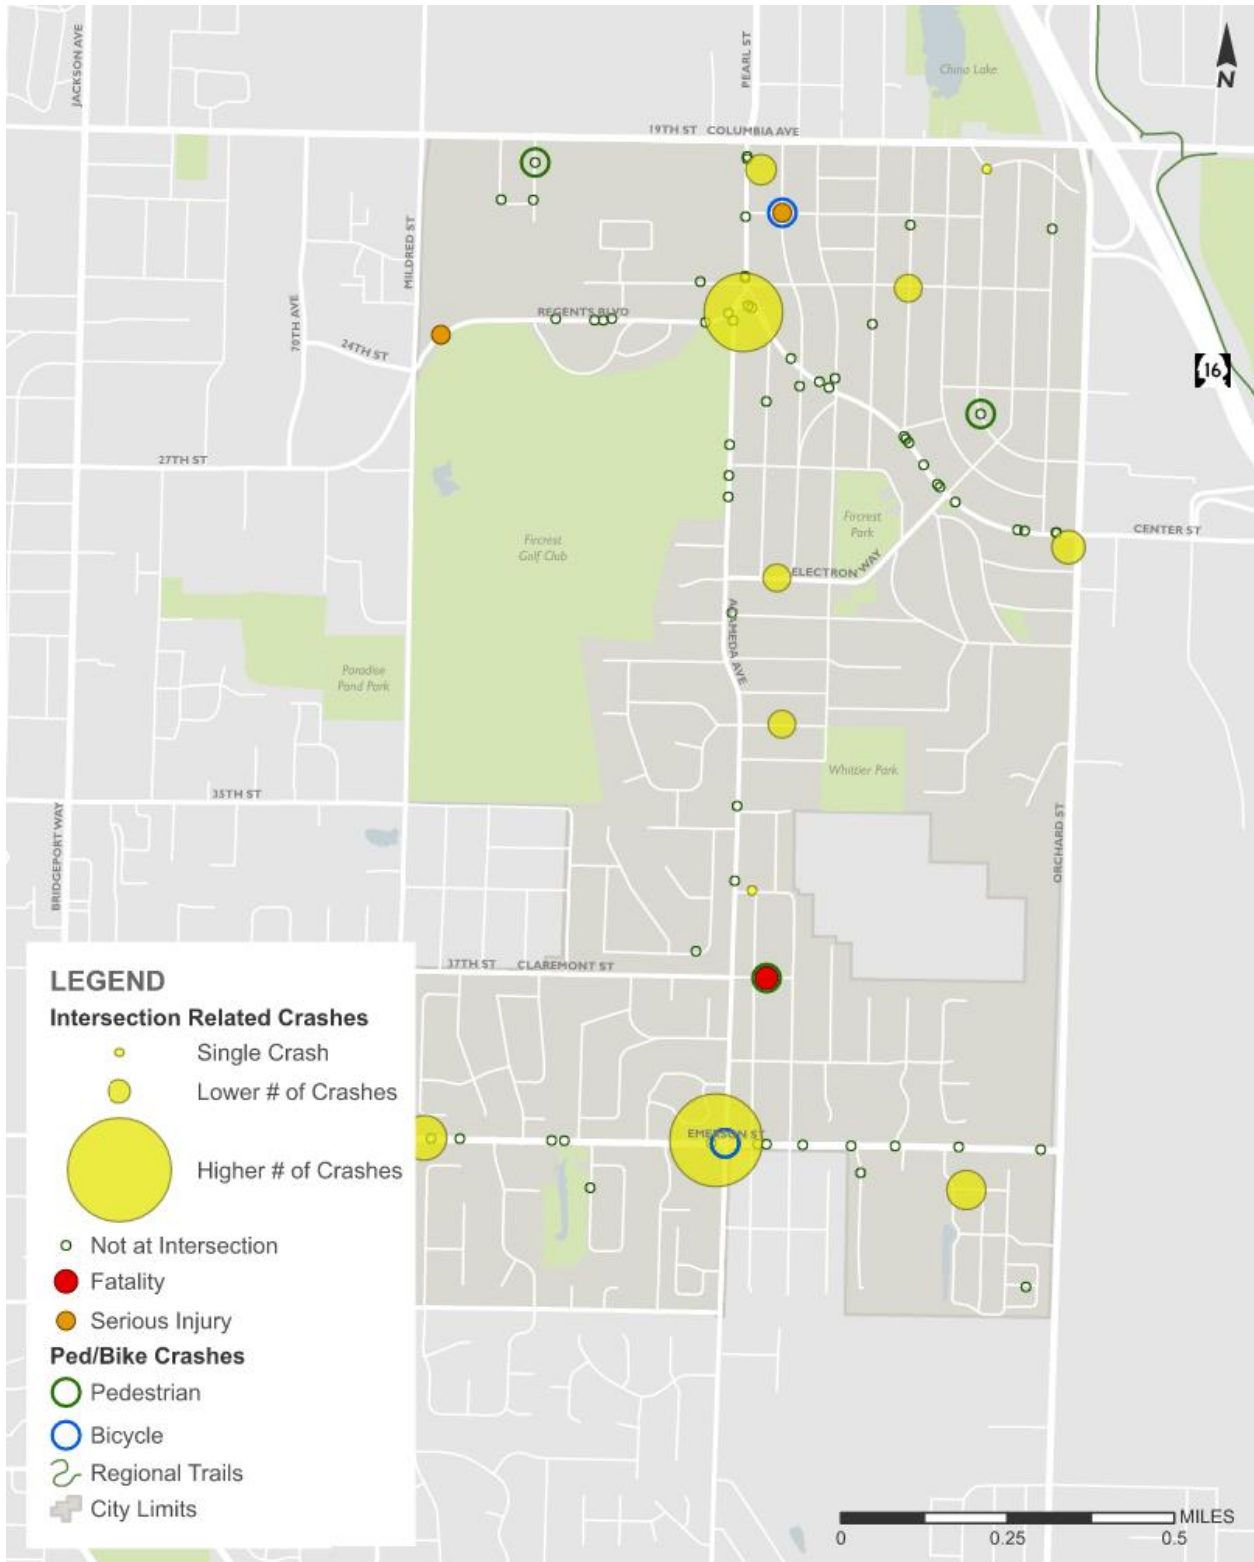 JACKSON AVE
PEARL ST
China Lake
N
19TH ST COLUMBIA AVE
MILDRED ST
REGENTS BLVD
70TH AVE
24TH ST
16
27TH ST
Fircrest
Golf Club
Fircrest
Park
CENTER ST
ELECTRON WAY
ALAMEDA AVE
Paradise
Pond Park
Whittier Park
35TH ST
BRIDGEPORT WAY
ORCHARD ST
37TH ST CLAREMONT ST
EMERSON ST
LEGEND
Intersection Related Crashes
Single Crash
Lower # of Crashes
Higher # of Crashes
Not at Intersection
Fatality
Serious Injury
Ped/Bike Crashes
Pedestrian
Bicycle
Regional Trails
City Limits
MILES
0 0.25 0.5